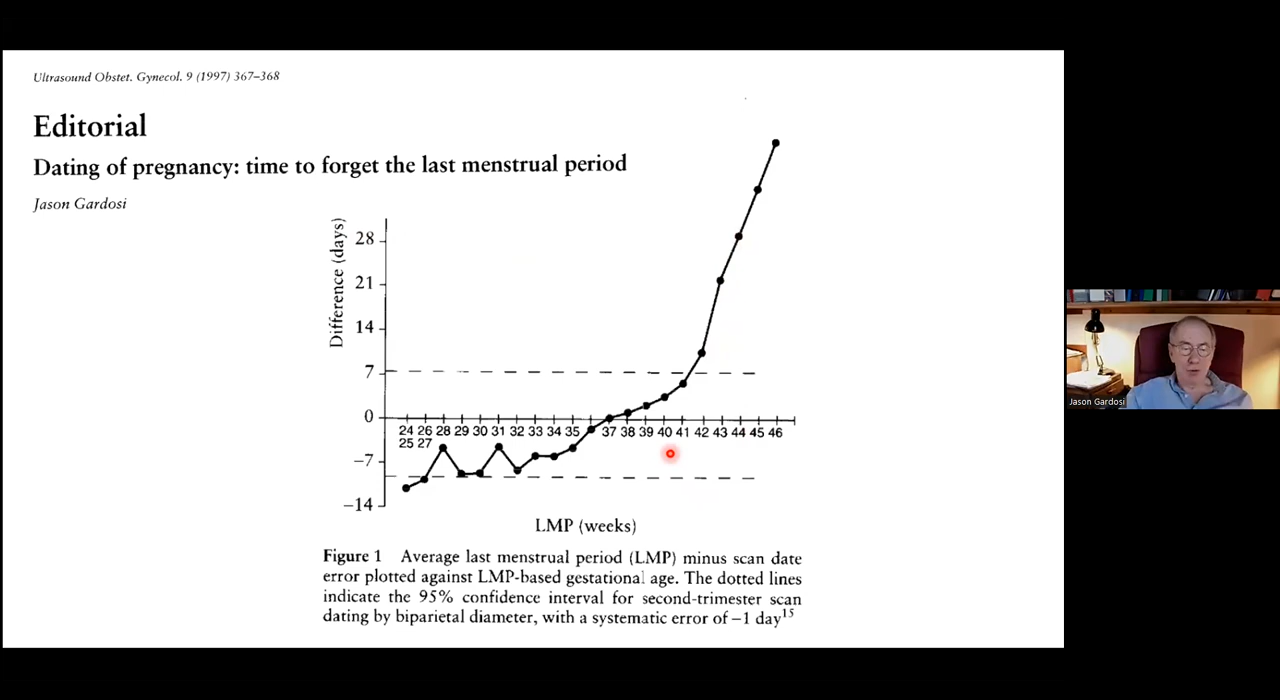 Ultrasound Obstet. Gynecol. 9 (1997) 367–368
Editorial
Dating of pregnancy: time to forget the last menstrual period
Jason Gardosi
Difference (days)
28
21
14
7
0
−7
−14
24 26 28 29 30 31 32 33 34 35 37 38 39 40 41 42 43 44 45 46
25 27
LMP (weeks)
Figure 1 Average last menstrual period (LMP) minus scan date
error plotted against LMP-based gestational age. The dotted lines
indicate the 95% confidence interval for second-trimester scan
dating by biparietal diameter, with a systematic error of −1 day15
Jason Gardosi